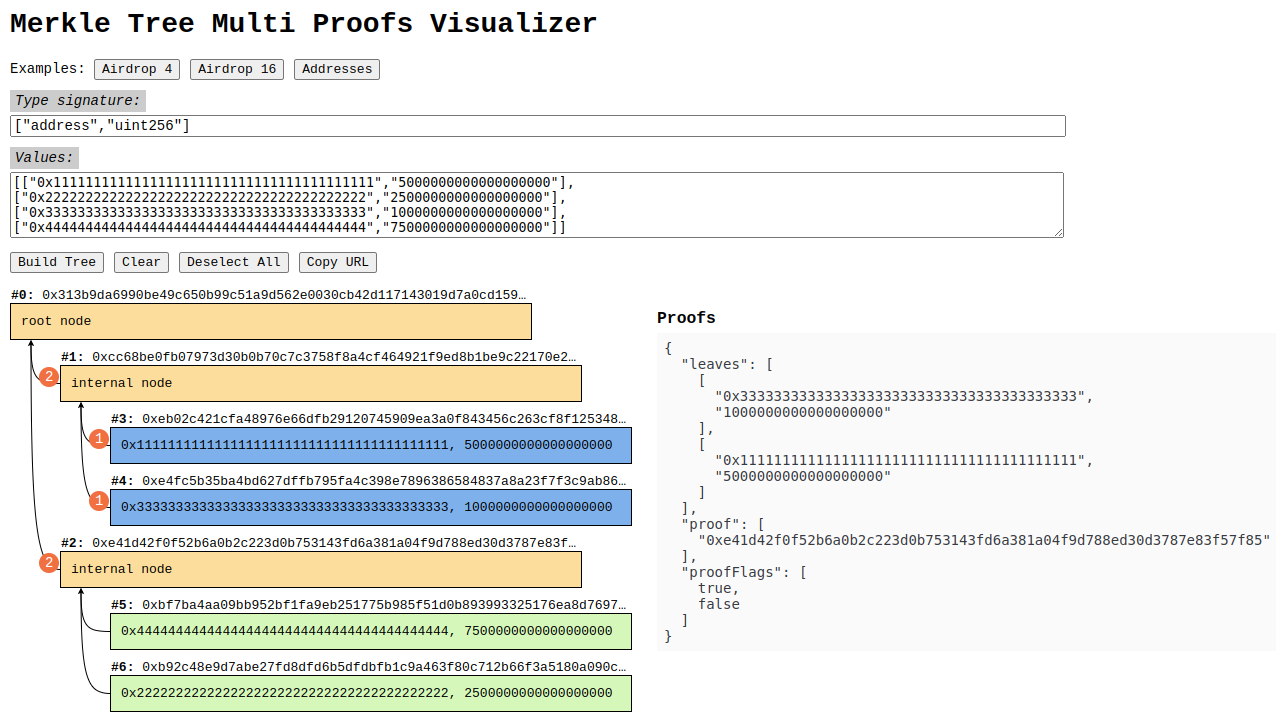 Merkle Tree Multi Proofs Visualizer
Examples: Airdrop 4 Airdrop 16 Addresses
Type signature:
["address","uint256"]
Values:
[["0x1111111111111111111111111111111111111111","5000000000000000000"],
["0x2222222222222222222222222222222222222222","2500000000000000000"],
["0x3333333333333333333333333333333333333333","1000000000000000000"],
["0x4444444444444444444444444444444444444444","7500000000000000000"]]
Build Tree Clear Deselect All Copy URL
#0: 0x313b9da6990be49c650b99c51a9d562e0030cb42d117143019d7a0cd159…
root node
#1: 0xcc68be0fb07973d30b0b70c7c3758f8a4cf464921f9ed8b1be9c22170e2…
2
internal node
#3: 0xeb02c421cfa48976e66dfb29120745909ea3a0f843456c263cf8f125348…
1
0x1111111111111111111111111111111111111111, 5000000000000000000
#4: 0xe4fc5b35ba4bd627dffb795fa4c398e7896386584837a8a23f7f3c9ab86…
1
0x3333333333333333333333333333333333333333, 1000000000000000000
#2: 0xe41d42f0f52b6a0b2c223d0b753143fd6a381a04f9d788ed30d3787e83f…
2
internal node
#5: 0xbf7ba4aa09bb952bf1fa9eb251775b985f51d0b893993325176ea8d7697…
0x4444444444444444444444444444444444444444, 7500000000000000000
#6: 0xb92c48e9d7abe27fd8dfd6b5dfdbfb1c9a463f80c712b66f3a5180a090c…
0x2222222222222222222222222222222222222222, 2500000000000000000
Proofs
{
"leaves": [
[
"0x3333333333333333333333333333333333333333",
"1000000000000000000"
],
[
"0x1111111111111111111111111111111111111111",
"5000000000000000000"
]
],
"proof": [
"0xe41d42f0f52b6a0b2c223d0b753143fd6a381a04f9d788ed30d3787e83f57f85"
],
"proofFlags": [
true,
false
]
}